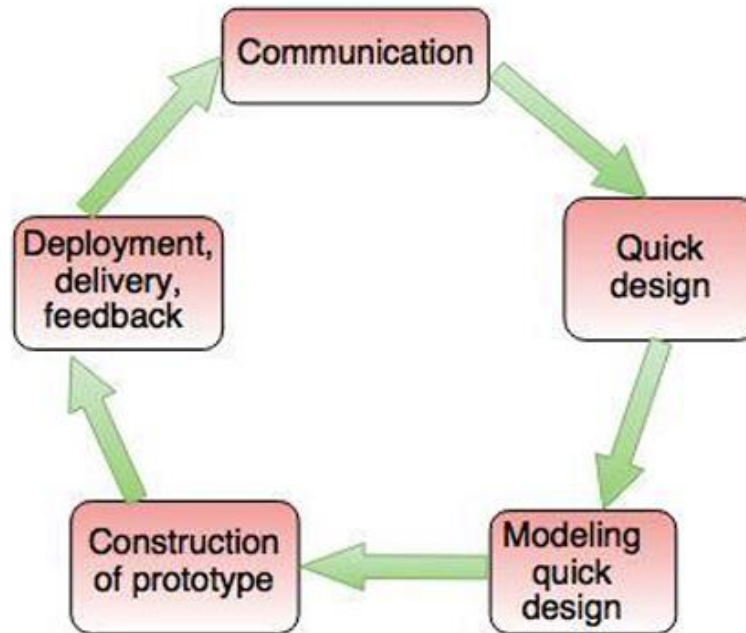 Communication
Quick
design
Modeling
quick
design
Construction
of prototype
Deployment,
delivery,
feedback